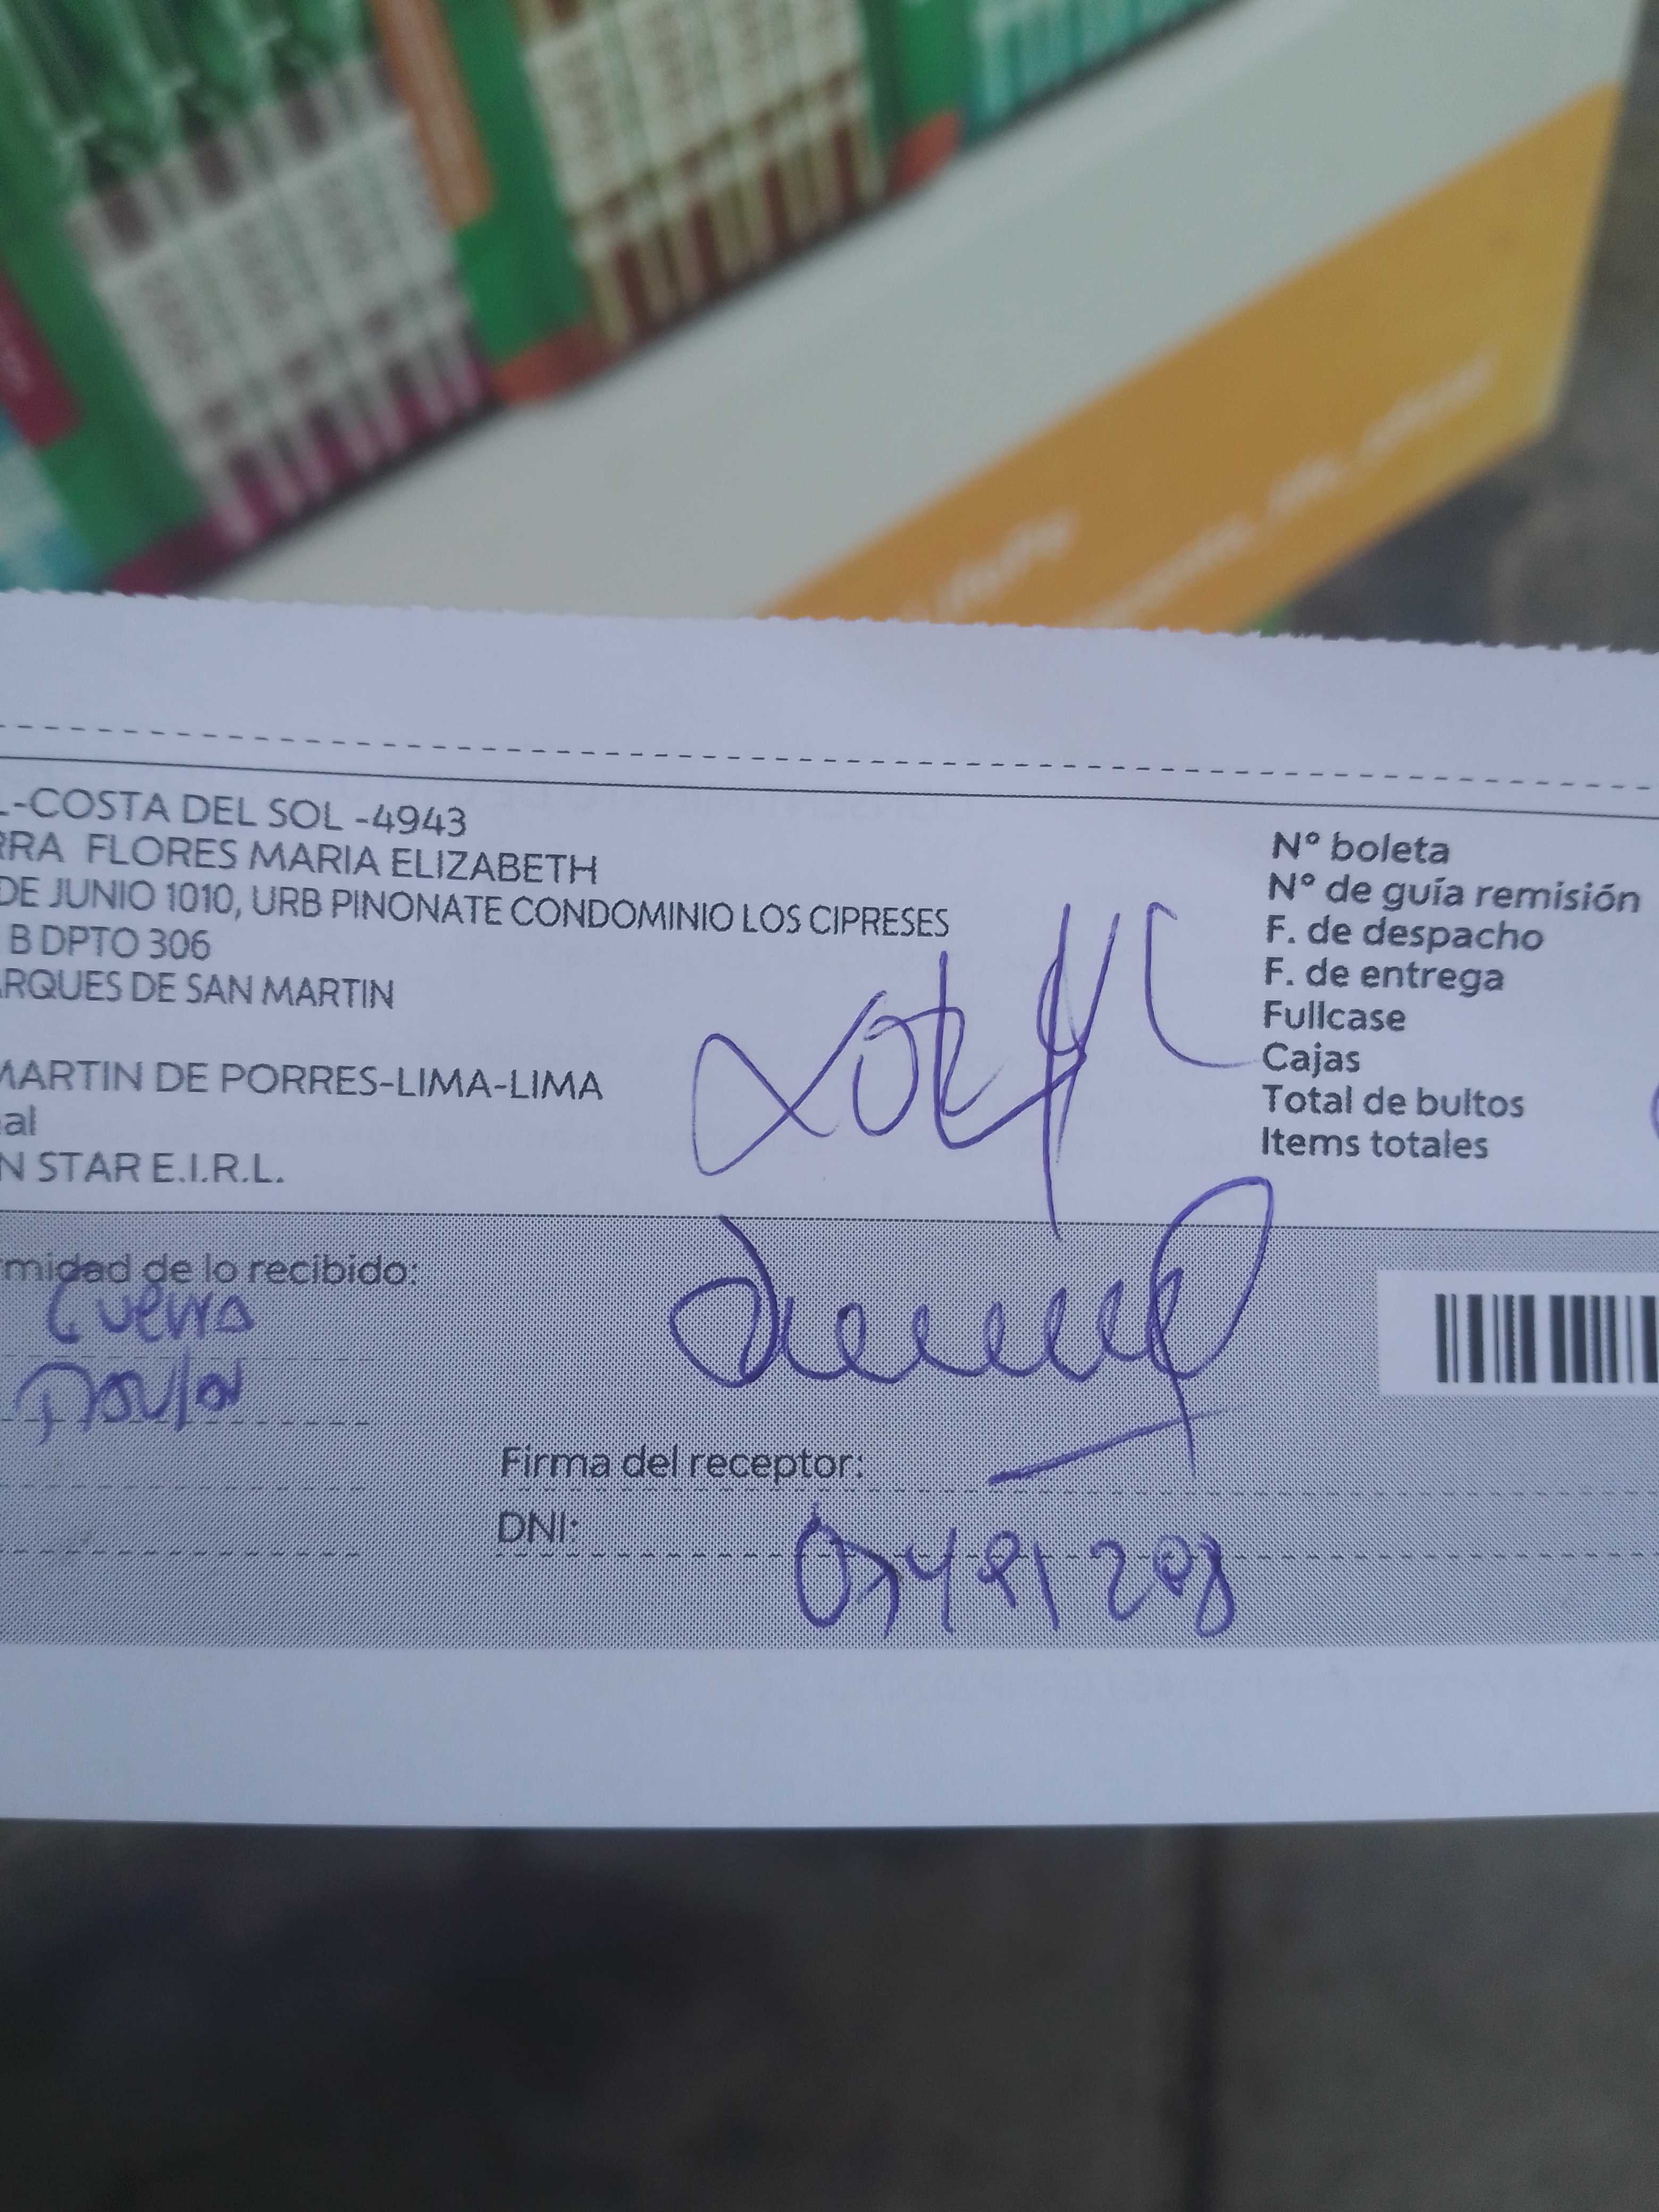 L-COSTA DEL SOL -4943
RRA FLORES MARIA ELIZABETH
DE JUNIO 1010, URB PINONATE CONDOMINIO LOS CIPRESES
B DPTO 306
ARQUES DE SAN MARTIN
MARTIN DE PORRES-LIMA-LIMA
al
N STAR E.I.R.L.
N° boleta
N° de guía remisión
F. de despacho
F. de entrega
Fullcase
Cajas
Total de bultos
Items totales
rmidad de lo recibido:
Firma del receptor:
DNI: